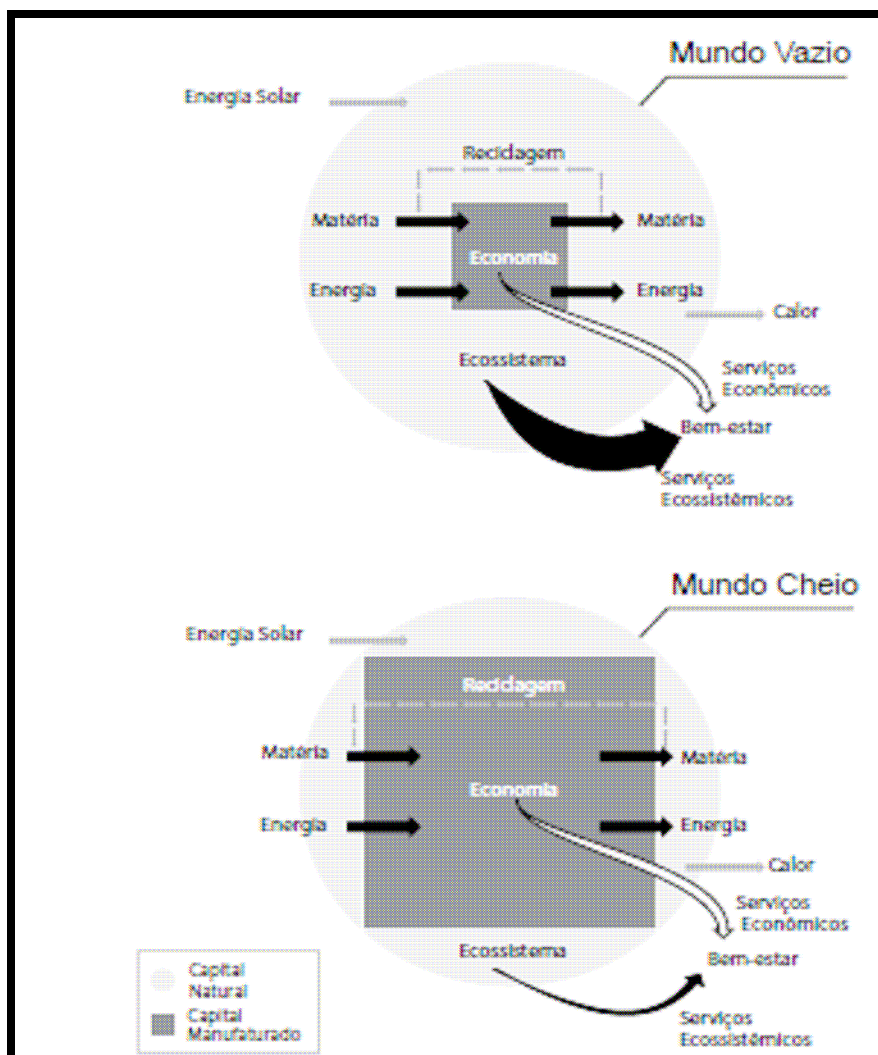 Mundo Vazio
Energia Solar
Reciclagem
Matéria
Matéria
Economia
Energia
Energia
Calor
Ecossistema
Serviços
Econômicos
Bem-estar
Serviços
Ecossistêmicos
Mundo Cheio
Energia Solar
Reciclagem
Matéria
Matéria
Economia
Energia
Energia
Calor
Serviços
Econômicos
Ecossistema
Bem-estar
Capital
Natural
Capital
Manufaturado
Serviços
Ecossistêmicos